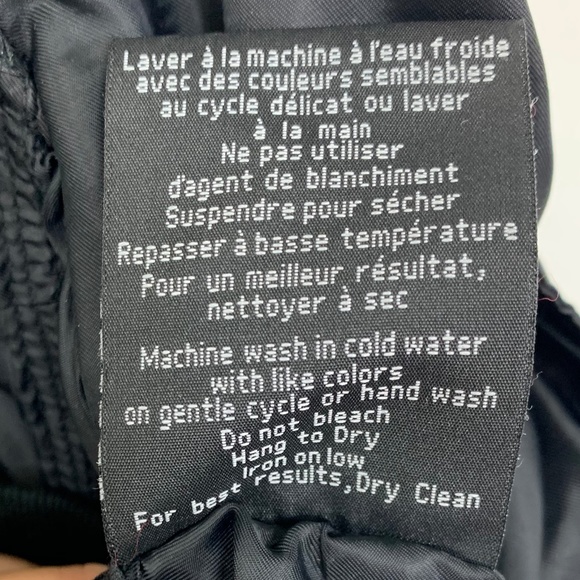 Laver à la machine à l'eau froide
avec des couleurs semblables
au cycle délicat ou laver
à la main
Ne pas utiliser
d'agent de blanchiment
Suspendre pour sécher
Repasser à basse température
Pour un meilleur résultat,
nettoyer à sec
Machine wash in cold water
with like colors
on gentle cycle or hand wash
Do not bleach
Hang to Dry
Iron on low
For best results, Dry Clean